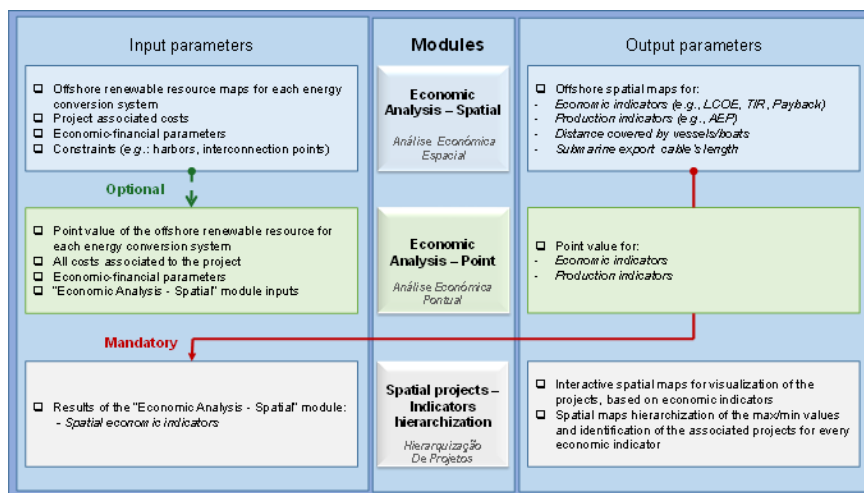 Input parameters
Modules
Output parameters
❑ Offshore renewable resource maps for each energy
conversion system
❑ Project associated costs
❑ Economic-financial parameters
❑ Constraints (e.g.: harbors, interconnection points)
Economic
Analysis – Spatial
Análise Económica
Espacial
❑ Offshore spatial maps for:
- Economic indicators (e.g., LCOE, TIR, Payback)
- Production indicators (e.g., AEP)
- Distance covered by vessels/boats
- Submarine export cable's length
Optional
❑ Point value of the offshore renewable resource for
each energy conversion system
❑ All costs associated to the project
❑ Economic-financial parameters
❑ "Economic Analysis - Spatial" module inputs
Economic
Analysis – Point
Análise Económica
Pontual
❑ Point value for:
- Economic indicators
- Production indicators
Mandatory
❑ Results of the "Economic Analysis - Spatial" module:
- Spatial economic indicators
Spatial projects –
Indicators
hierarchization
Hierarquização
De Projetos
❑ Interactive spatial maps for visualization of the
projects, based on economic indicators
❑ Spatial maps hierarchization of the max/min values
and identification of the associated projects for every
economic indicator